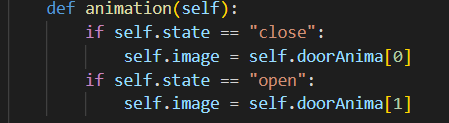 def animation(self):
    if self.state == "close":
        self.image = self.doorAnima[0]
    if self.state == "open":
        self.image = self.doorAnima[1]